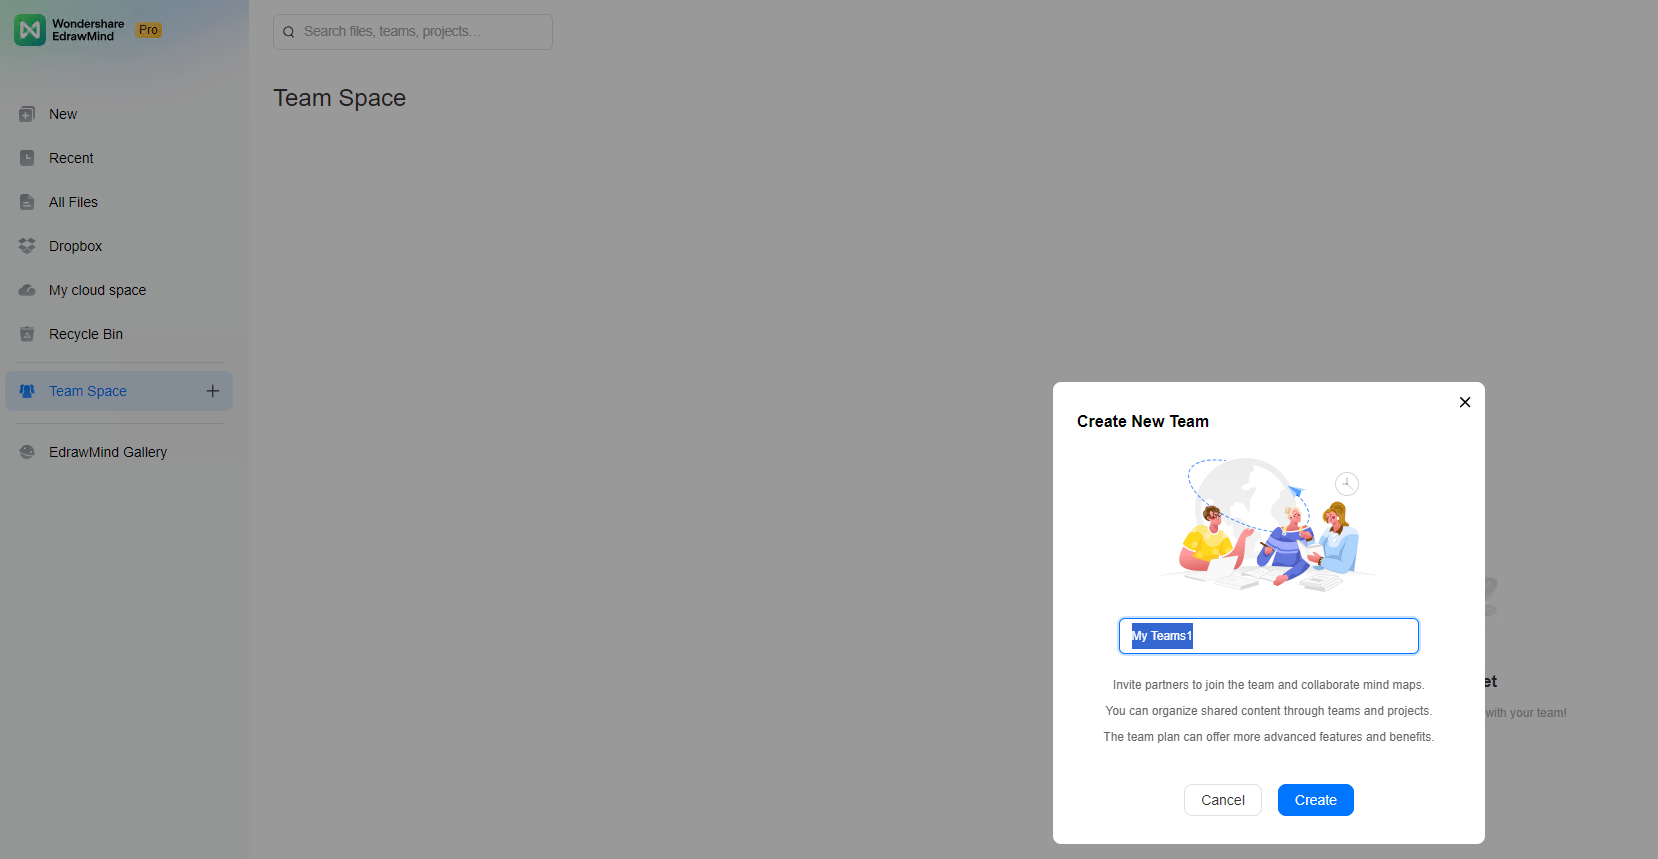 Wondershare
EdrawMind
Pro
New
Recent
All Files
Dropbox
My cloud space
Recycle Bin
Team Space
EdrawMind Gallery
Search files, teams, projects...
Team Space
Create New Team
My Teams1
Invite partners to join the team and collaborate mind maps.
You can organize shared content through teams and projects.
The team plan can offer more advanced features and benefits.
Cancel
Create
with your team!